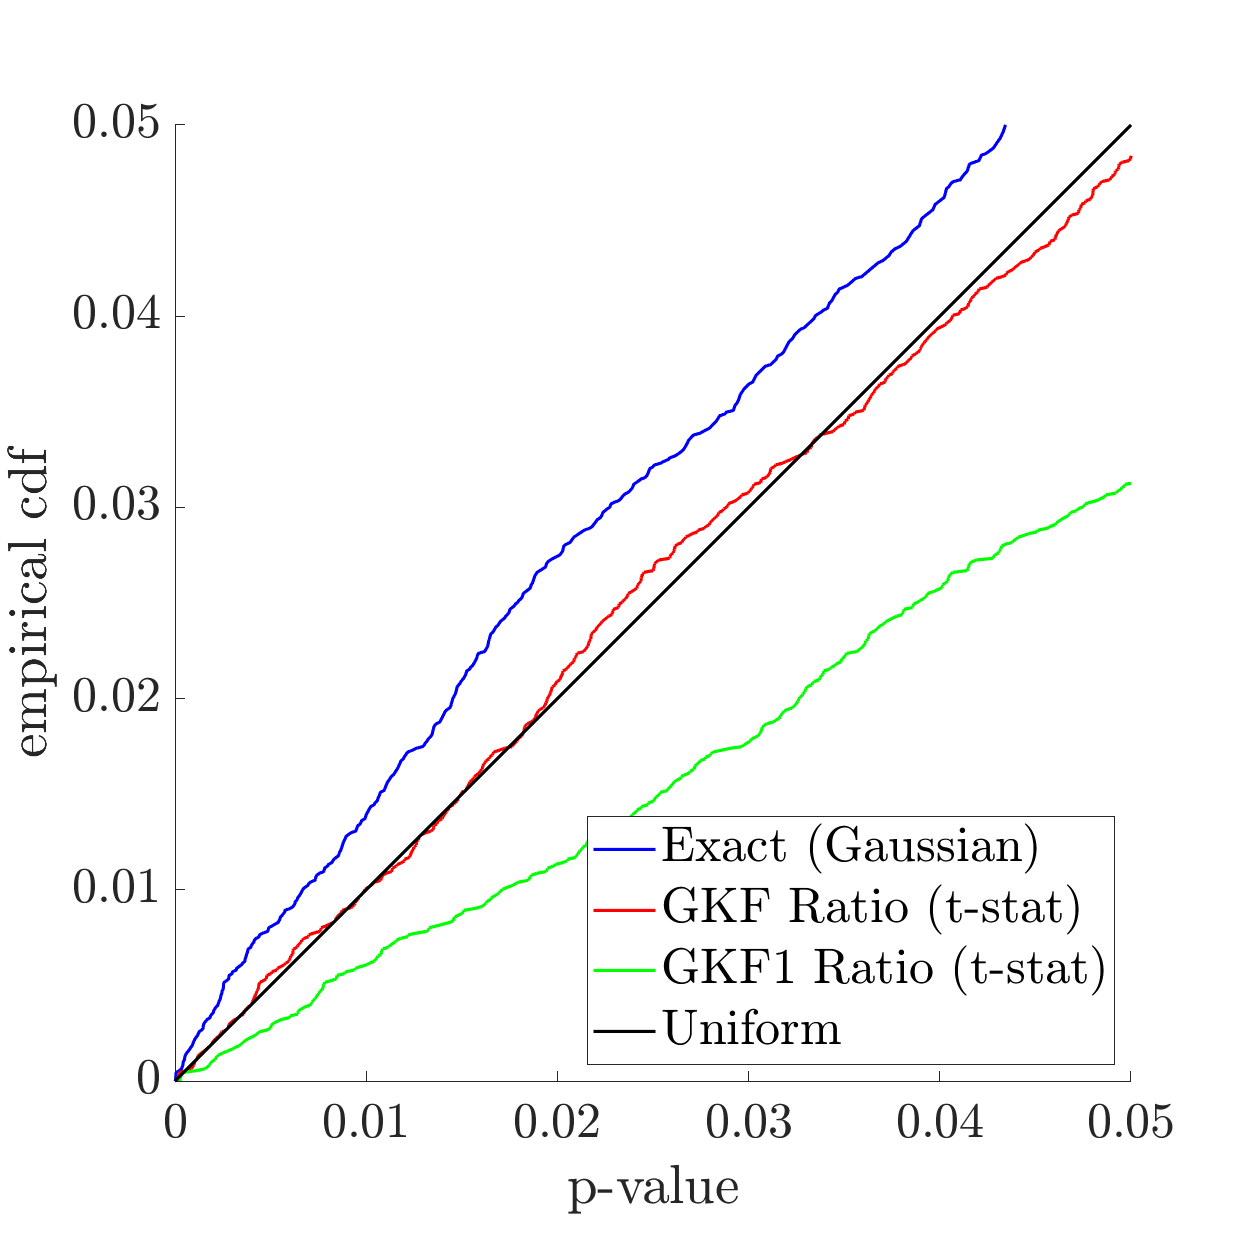 0.05
0.04
0.03
0.02
0.01
0
empirical cdf
Exact (Gaussian)
GKF Ratio (t-stat)
GKF1 Ratio (t-stat)
Uniform
0 0.01 0.02 0.03 0.04 0.05
p-value